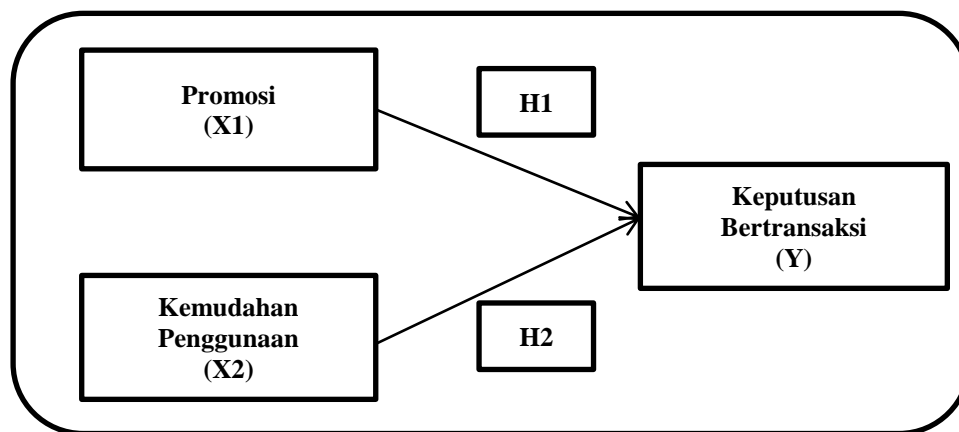 Promosi
(X1)
H1
Keputusan
Bertransaksi
(Y)
Kemudahan
Penggunaan
(X2)
H2